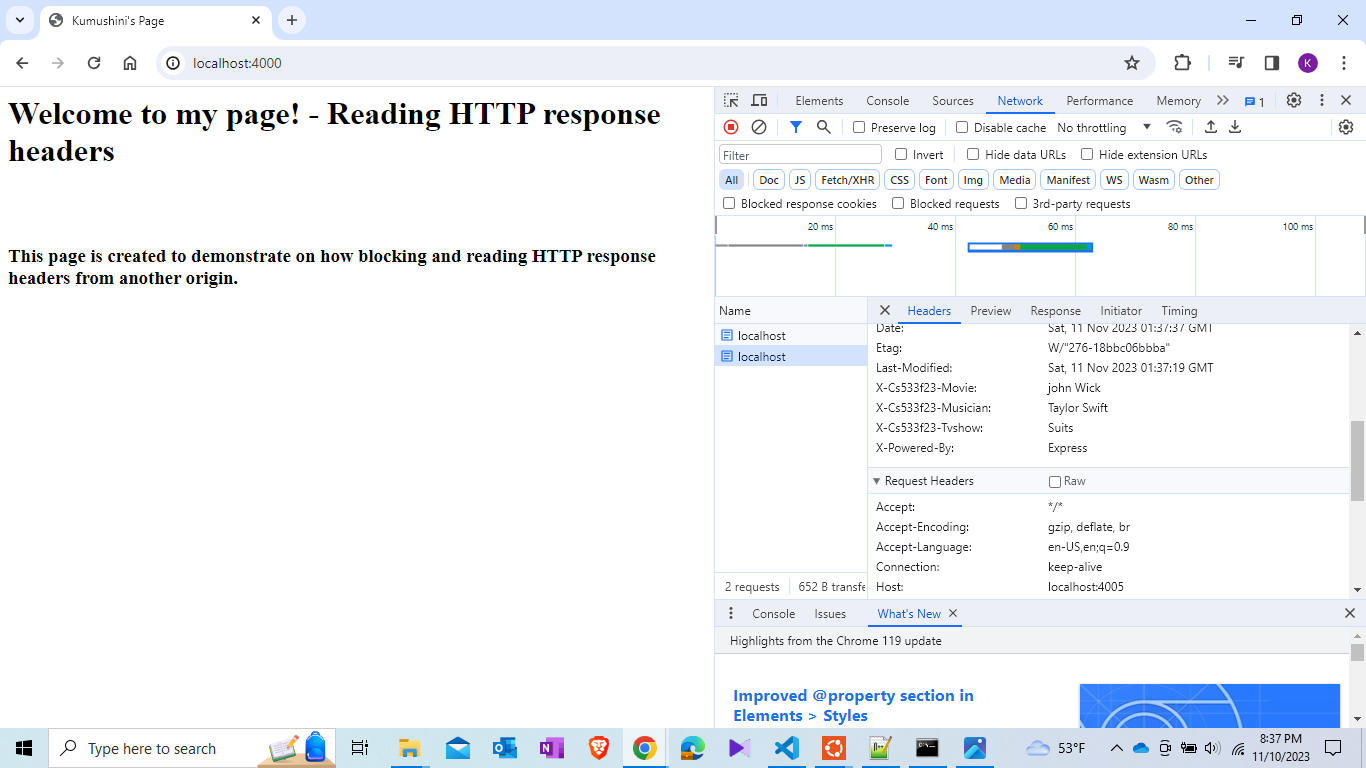 Kumushini's Page
localhost:4000
Welcome to my page! - Reading HTTP response
headers
This page is created to demonstrate on how blocking and reading HTTP response
headers from another origin.
Elements Console Sources Network Performance Memory 1
Preserve log Disable cache No throttling
Filter Invert Hide data URLs Hide extension URLs
All Doc JS Fetch/XHR CSS Font Img Media Manifest WS Wasm Other
Blocked response cookies Blocked requests 3rd-party requests
20 ms 40 ms 60 ms 80 ms 100 ms
Name Headers Preview Response Initiator Timing
localhost
localhost
Date: Sat, 11 Nov 2023 01:37:37 GMT
Etag: W/"276-18bbc06bbba"
Last-Modified: Sat, 11 Nov 2023 01:37:19 GMT
X-Cs533f23-Movie: john Wick
X-Cs533f23-Musician: Taylor Swift
X-Cs533f23-Tvshow: Suits
X-Powered-By: Express
Request Headers Raw
Accept: */*
Accept-Encoding: gzip, deflate, br
Accept-Language: en-US,en;q=0.9
Connection: keep-alive
Host: localhost:4005
2 requests 652 B transfe
Console Issues What's New
Highlights from the Chrome 119 update
Improved @property section in
Elements > Styles
K
Type here to search
53°F
8:37 PM
11/10/2023